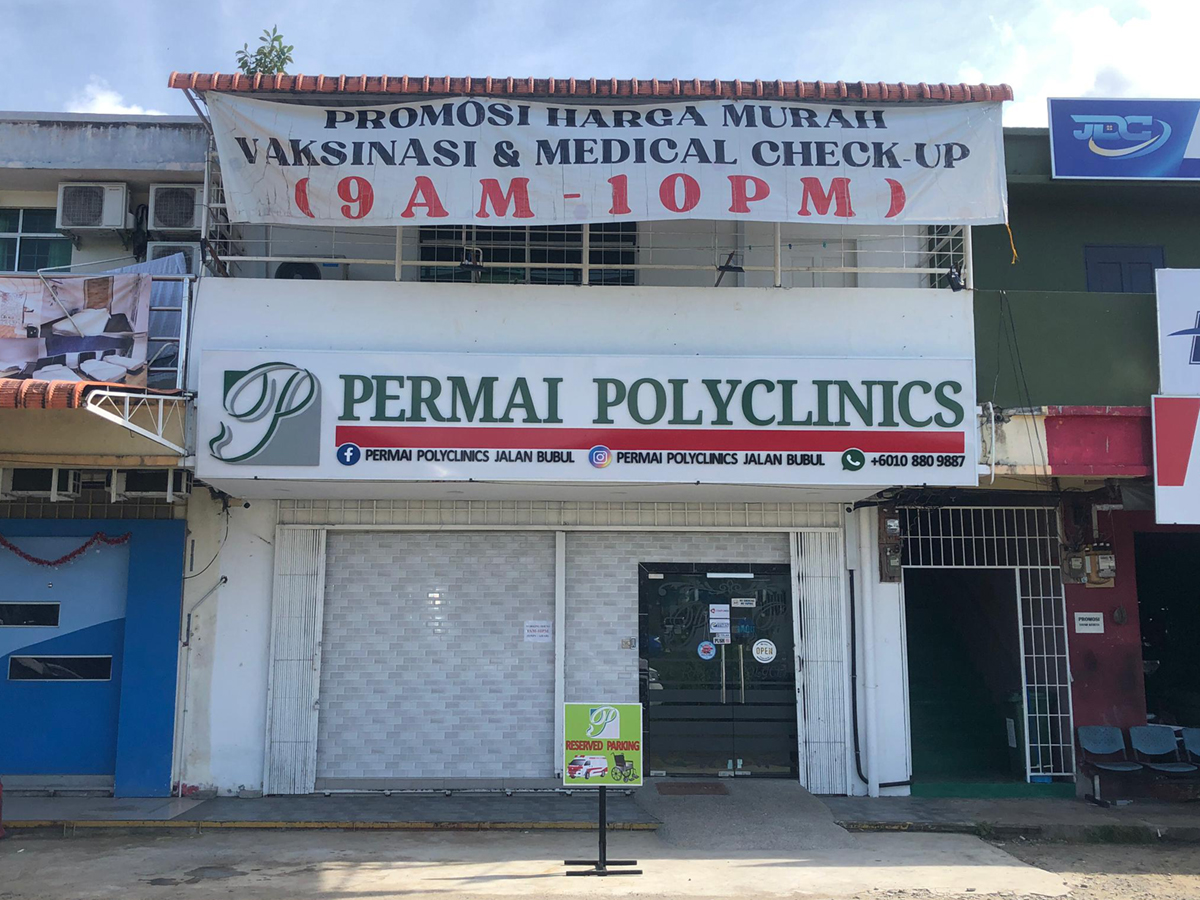 PROMOSI HARGA MURAH
VAKSINASI & MEDICAL CHECK-UP
(9AM-10PM)
JDC
P PERMAI POLYCLINICS
PERMAI POLYCLINICS JALAN BUBUL PERMAI POLYCLINICS JALAN BUBUL +6010 880 9887
OPEN
PROMOSI
P
RESERVED PARKING